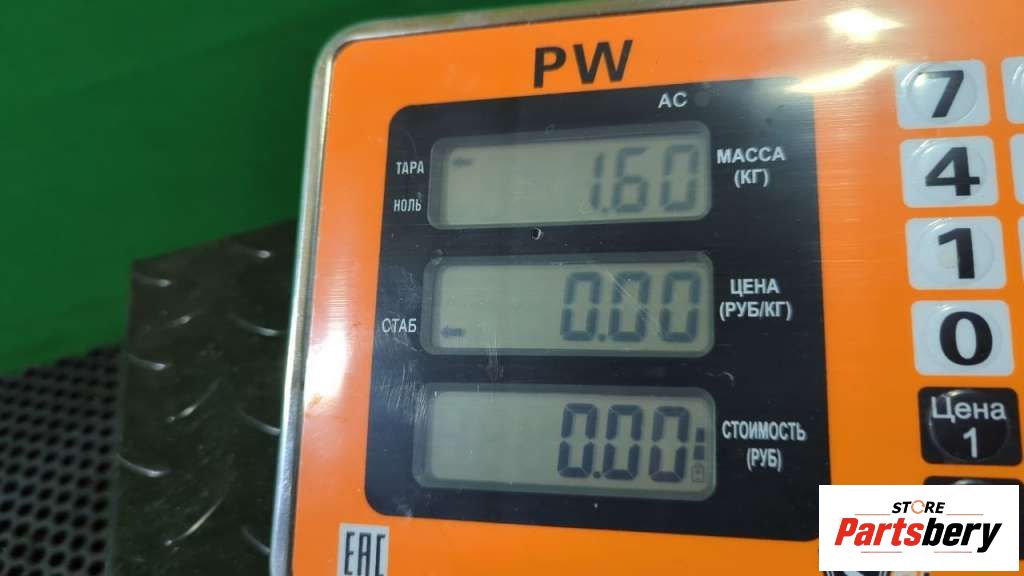 PW
AC
ТАРА
НОЛЬ
1.60
МАССА
(КГ)
СТАБ
0.00
ЦЕНА
(РУБ/КГ)
0.00
СТОИМОСТЬ
(РУБ)
7
4
1
0
Цена
1
EAC
STORE
Partsbery